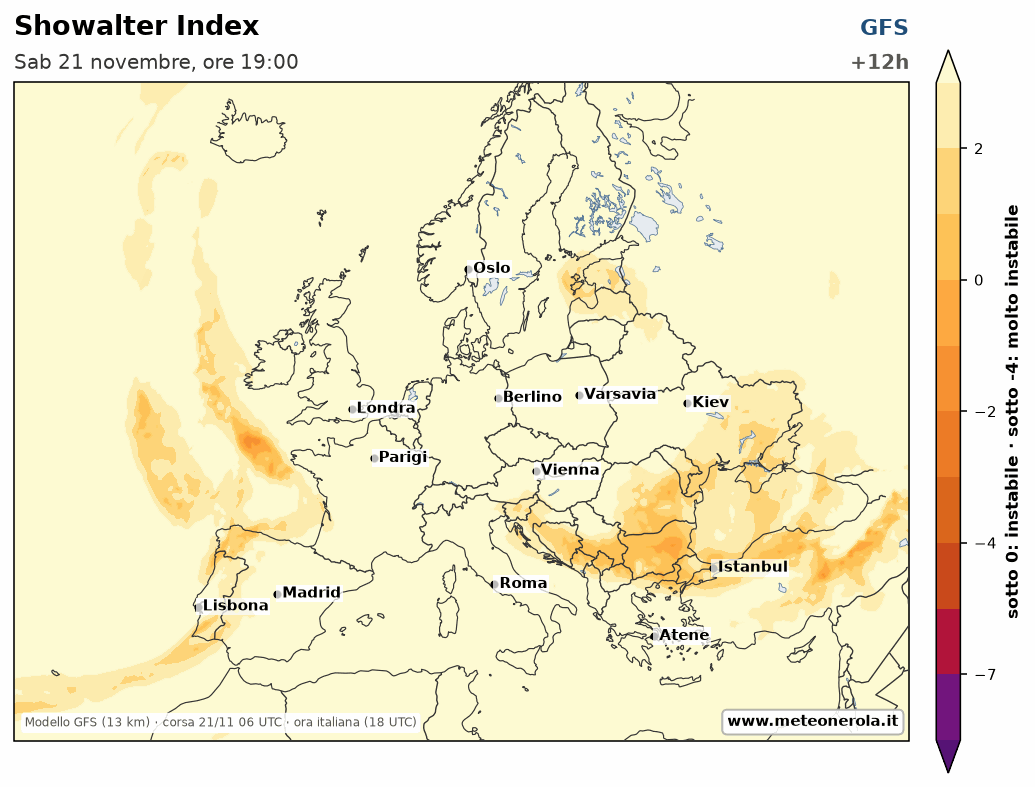 Showalter Index
GFS
Sab 21 novembre, ore 19:00
+12h
Oslo
Londra
Berlino
Varsavia
Kiev
Parigi
Vienna
Istanbul
Roma
Madrid
Lisbona
Atene
Modello GFS (13 km) · corsa 21/11 06 UTC · ora italiana (18 UTC)
www.meteonerola.it
2
0
−2
−4
−7
sotto 0: instabile · sotto -4: molto instabile